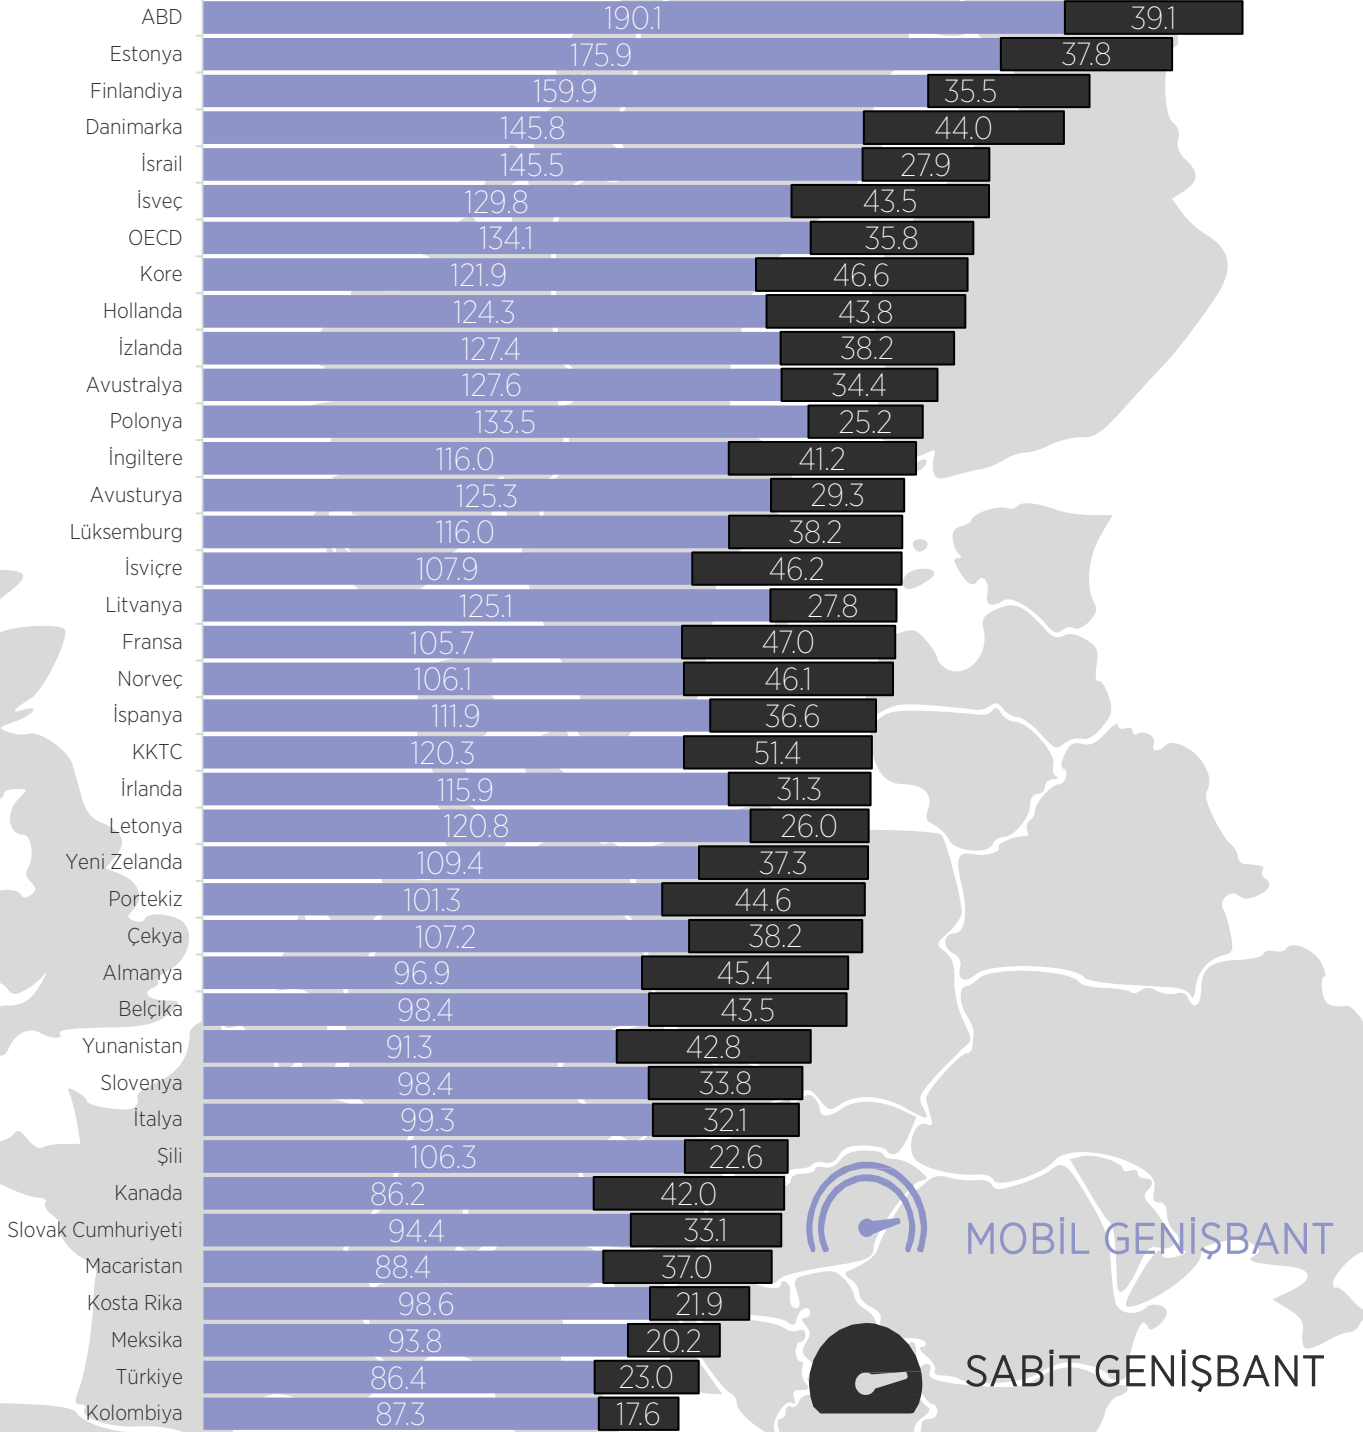 ABD 190.1 39.1
Estonya 175.9 37.8
Finlandiya 159.9 35.5
Danimarka 145.8 44.0
İsrail 145.5 27.9
İsveç 129.8 43.5
OECD 134.1 35.8
Kore 121.9 46.6
Hollanda 124.3 43.8
İzlanda 127.4 38.2
Avustralya 127.6 34.4
Polonya 133.5 25.2
İngiltere 116.0 41.2
Avusturya 125.3 29.3
Lüksemburg 116.0 38.2
İsviçre 107.9 46.2
Litvanya 125.1 27.8
Fransa 105.7 47.0
Norveç 106.1 46.1
İspanya 111.9 36.6
KKTC 120.3 51.4
İrlanda 115.9 31.3
Letonya 120.8 26.0
Yeni Zelanda 109.4 37.3
Portekiz 101.3 44.6
Çekya 107.2 38.2
Almanya 96.9 45.4
Belçika 98.4 43.5
Yunanistan 91.3 42.8
Slovenya 98.4 33.8
İtalya 99.3 32.1
Şili 106.3 22.6
Kanada 86.2 42.0
Slovak Cumhuriyeti 94.4 33.1
MOBİL GENİŞBANT
Macaristan 88.4 37.0
Kosta Rika 98.6 21.9
Meksika 93.8 20.2
Türkiye 86.4 23.0
SABİT GENİŞBANT
Kolombiya 87.3 17.6